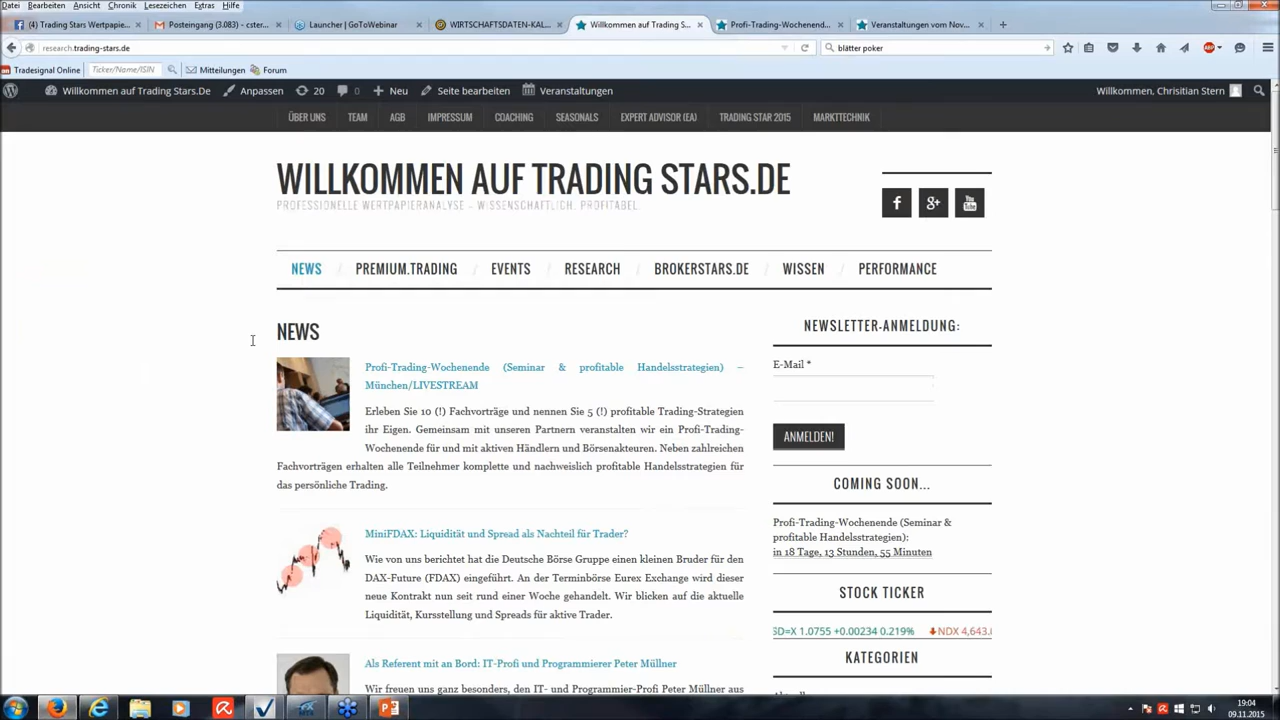 Datei Bearbeiten Ansicht Chronik Lesezeichen Extras Hilfe
(4) Trading Stars Wertpapie...
Posteingang (3.083) - cster...
Launcher | GoToWebinar
WIRTSCHAFTSDATEN-KAL...
Willkommen auf Trading S...
Profi-Trading-Wochenend...
Veranstaltungen vom Nov...
research.trading-stars.de
blätter poker
Tradesignal Online
Ticker/Name/ISIN
Mitteilungen
Forum
Willkommen auf Trading Stars.De
Anpassen
20
0
Neu
Seite bearbeiten
Veranstaltungen
Willkommen, Chrisitian Stern
ÜBER UNS TEAM AGB IMPRESSUM COACHING SEASONALS EXPERT ADVISOR (EA) TRADING STAR 2015 MARKTTECHNIK
WILLKOMMEN AUF TRADING STARS.DE
PROFESSIONELLE WERTPAPIERANALYSE – WISSENSCHAFTLICH. PROFITABEL.
NEWS / PREMIUM.TRADING / EVENTS / RESEARCH / BROKERSTARS.DE / WISSEN / PERFORMANCE
NEWS
Profi-Trading-Wochenende (Seminar & profitable Handelsstrategien) –
München/LIVESTREAM
Erleben Sie 10 (!) Fachvorträge und nennen Sie 5 (!) profitable Trading-Strategien
ihr Eigen. Gemeinsam mit unseren Partnern veranstalten wir ein Profi-Trading-
Wochenende für und mit aktiven Händlern und Börsenakteuren. Neben zahlreichen
Fachvorträgen erhalten alle Teilnehmer komplette und nachweislich profitable Handelsstrategien für
das persönliche Trading.
MiniFDAX: Liquidität und Spread als Nachteil für Trader?
Wie von uns berichtet hat die Deutsche Börse Gruppe einen kleinen Bruder für den
DAX-Future (FDAX) eingeführt. An der Terminbörse Eurex Exchange wird dieser
neue Kontrakt nun seit rund einer Woche gehandelt. Wir blicken auf die aktuelle
Liquidität, Kursstellung und Spreads für aktive Trader.
Als Referent mit an Bord: IT-Profi und Programmierer Peter Müllner
Wir freuen uns ganz besonders, den IT- und Programmier-Profi Peter Müllner aus
NEWSLETTER-ANMELDUNG:
E-Mail *
ANMELDEN!
COMING SOON...
Profi-Trading-Wochenende (Seminar &
profitable Handelsstrategien):
in 18 Tage, 13 Stunden, 55 Minuten
STOCK TICKER
SD=X 1.0755 +0.00234 0.219% NDX 4,643.
KATEGORIEN
19:04
09.11.2015